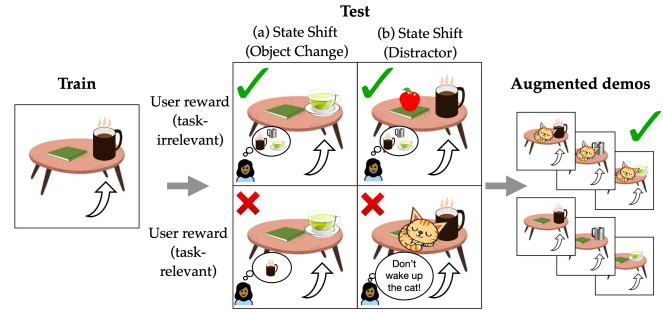 Test
(a) State Shift
(Object Change)
(b) State Shift
(Distractor)
Train
User reward
(task-
irrelevant)
User reward
(task-
relevant)
Don't
wake up
the cat!
Augmented demos